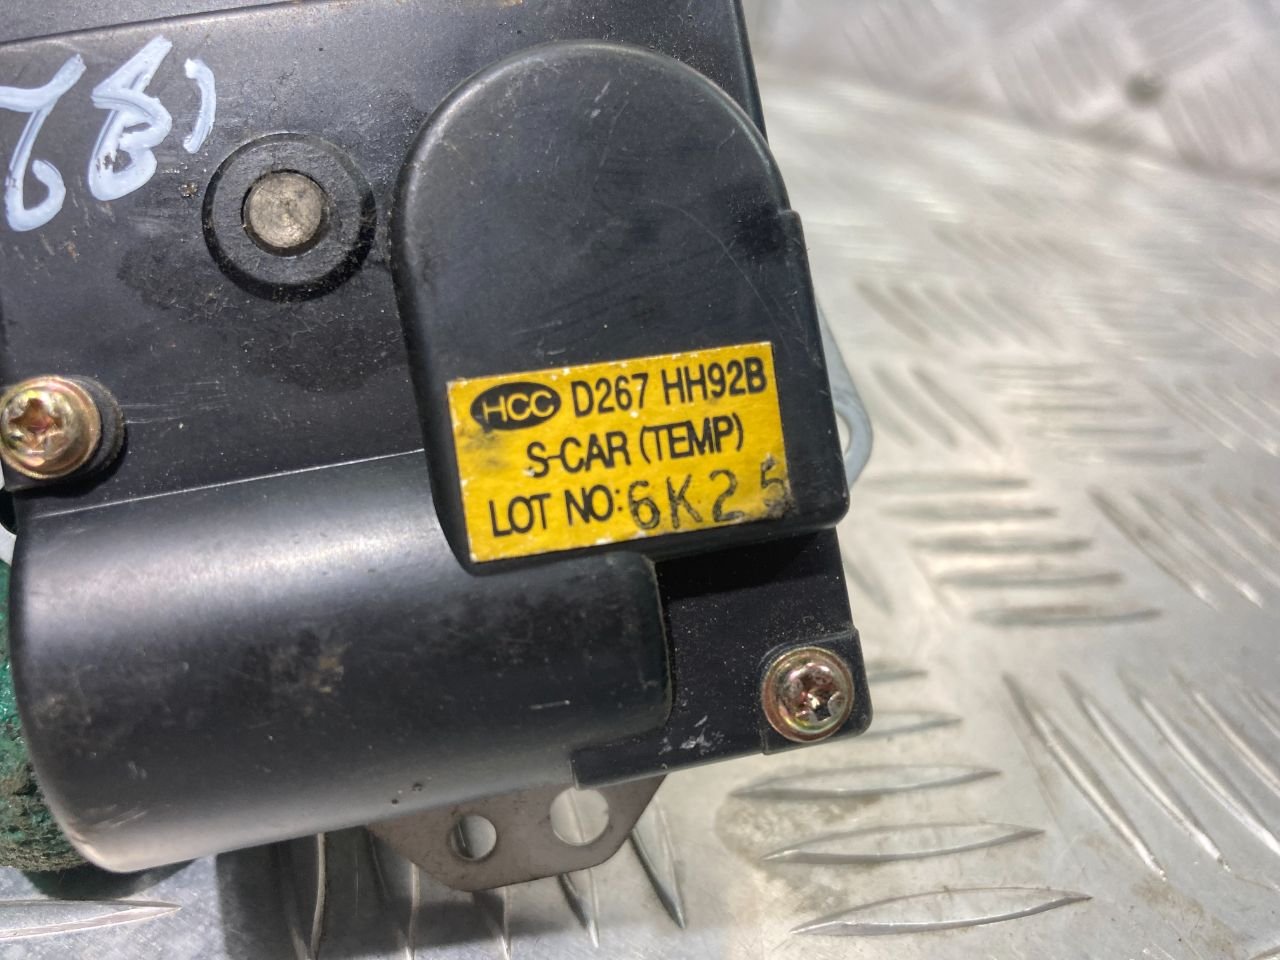 HCC D267 HH92B
S-CAR (TEMP)
LOT NO: 6K25